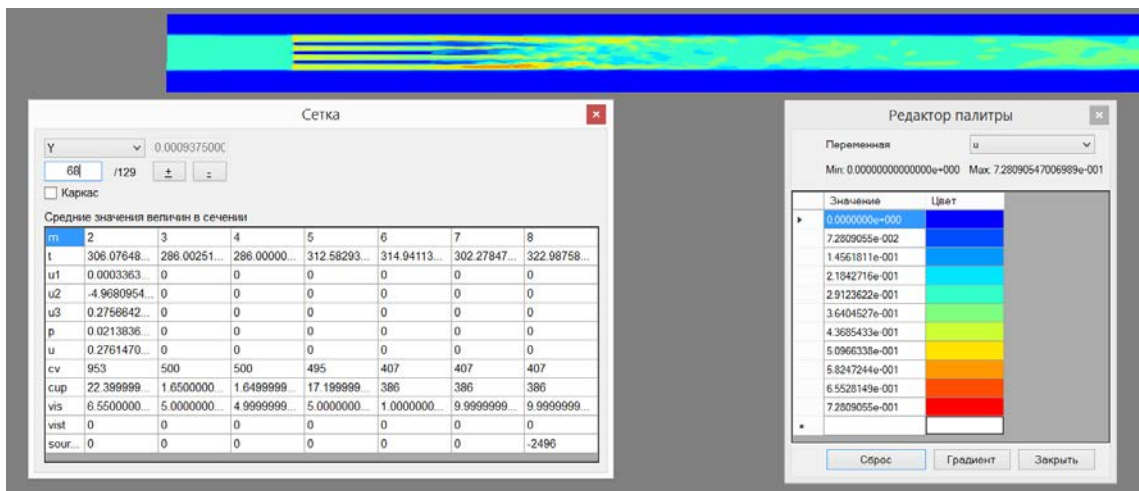 Сетка
Y 0.000937500C
68 /129 + -
Каркас
Средние значения величин в сечении
m 2 3 4 5 6 7 8
t 306.07648... 286.00251... 286.00000... 312.58293... 314.94113... 302.27847... 322.98758...
u1 0.0003363... 0 0 0 0 0 0
u2 -4.9680954... 0 0 0 0 0 0
u3 0.2756642... 0 0 0 0 0 0
p 0.0213836... 0 0 0 0 0 0
u 0.2761470... 0 0 0 0 0 0
cv 953 500 500 495 407 407 407
cup 22.399999... 1.6500000... 1.6499999... 17.199999... 386 386 386
vis 6.5500000... 5.0000000... 4.9999999... 5.0000000... 1.0000000... 9.9999999... 9.9999999...
vist 0 0 0 0 0 0 0
sour... 0 0 0 0 0 0 -2496
Редактор палитры
Переменная u
Min: 0.00000000000000e+000 Max: 7.28090547006989e-001
Значение Цвет
0.0000000e+000
7.2809055e-002
1.4561811e-001
2.1842716e-001
2.9123622e-001
3.6404527e-001
4.3685433e-001
5.0966338e-001
5.8247244e-001
6.5528149e-001
7.2809055e-001
Сброс Градиент Закрыть